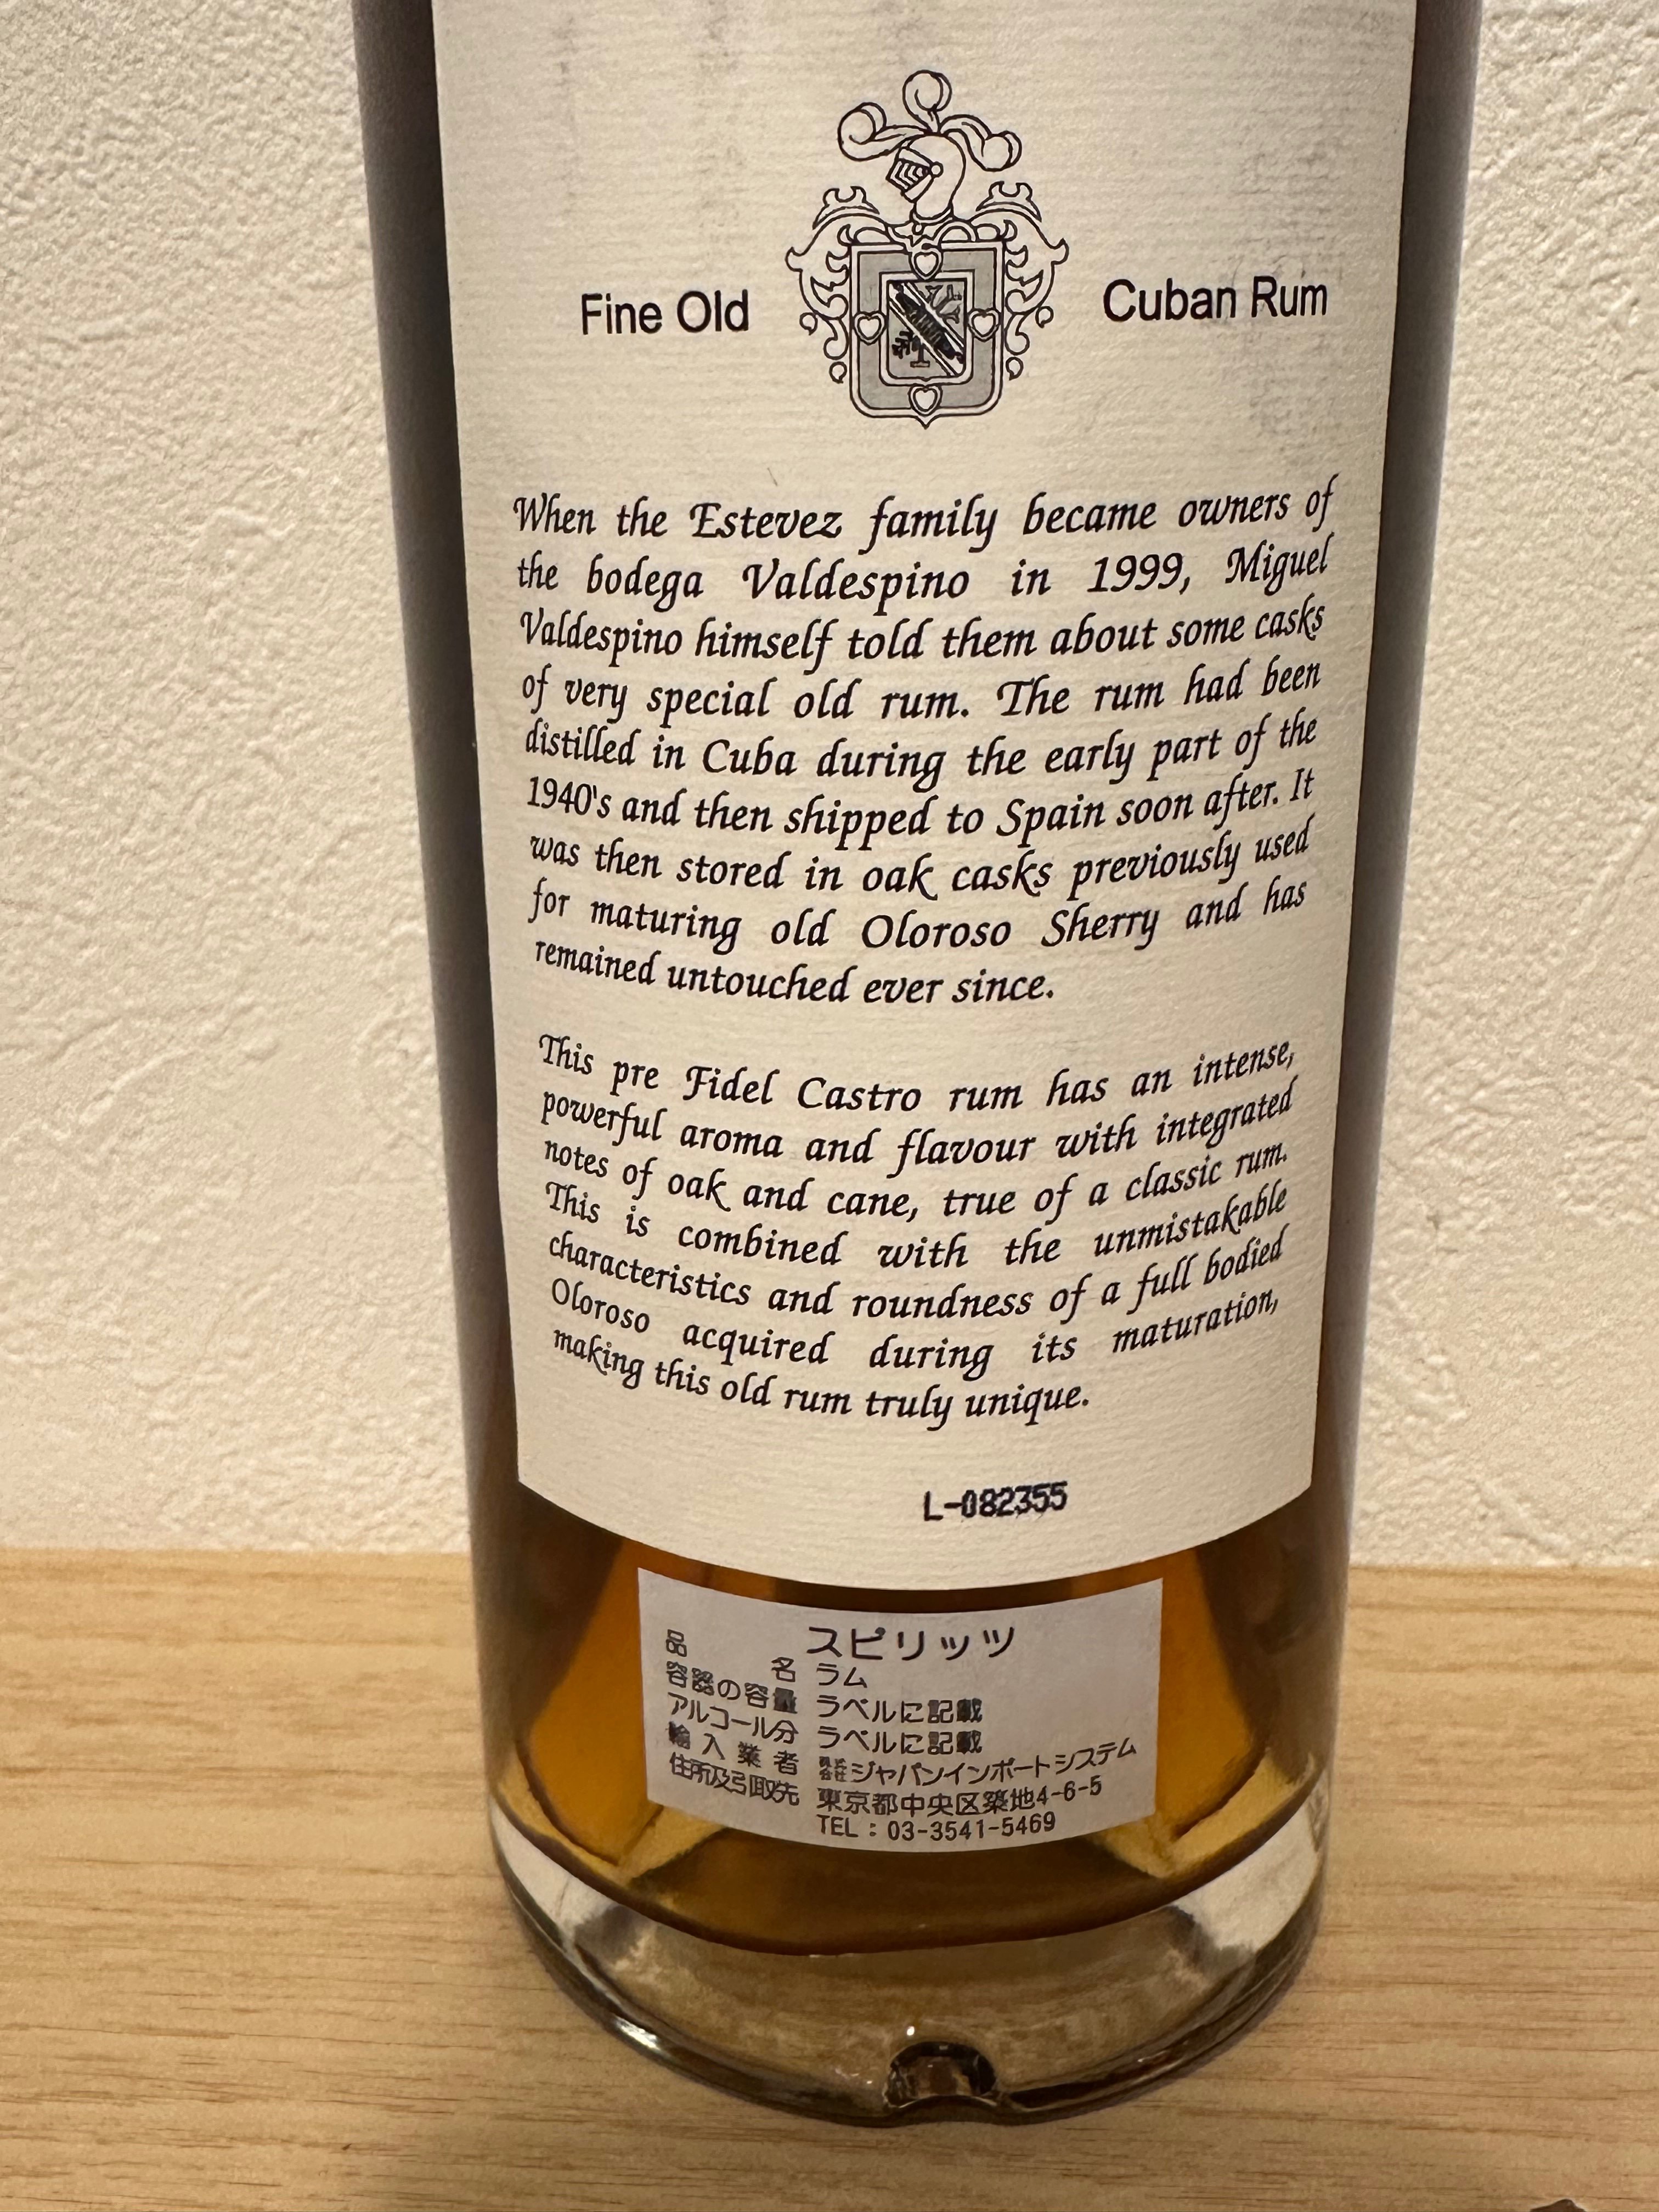 Fine Old Cuban Rum
When the Estevez family became owners of
the bodega Valdespino in 1999, Miguel
Valdespino himself told them about some casks
of very special old rum. The rum had been
distilled in Cuba during the early part of the
1940's and then shipped to Spain soon after. It
was then stored in oak casks previously used
for maturing old Oloroso Sherry and has
remained untouched ever since.
This pre Fidel Castro rum has an intense,
powerful aroma and flavour with integrated
notes of oak and cane, true of a classic rum.
This is combined with the unmistakable
characteristics and roundness of a full bodied
Oloroso acquired during its maturation,
making this old rum truly unique.
L-082355
スピリッツ
品名 ラム
容器の容量 ラベルに記載
アルコール分 ラベルに記載
輸入業者 株式会社ジャパンインポートシステム
住所及引取先 東京都中央区築地4-6-5
TEL：03-3541-5469